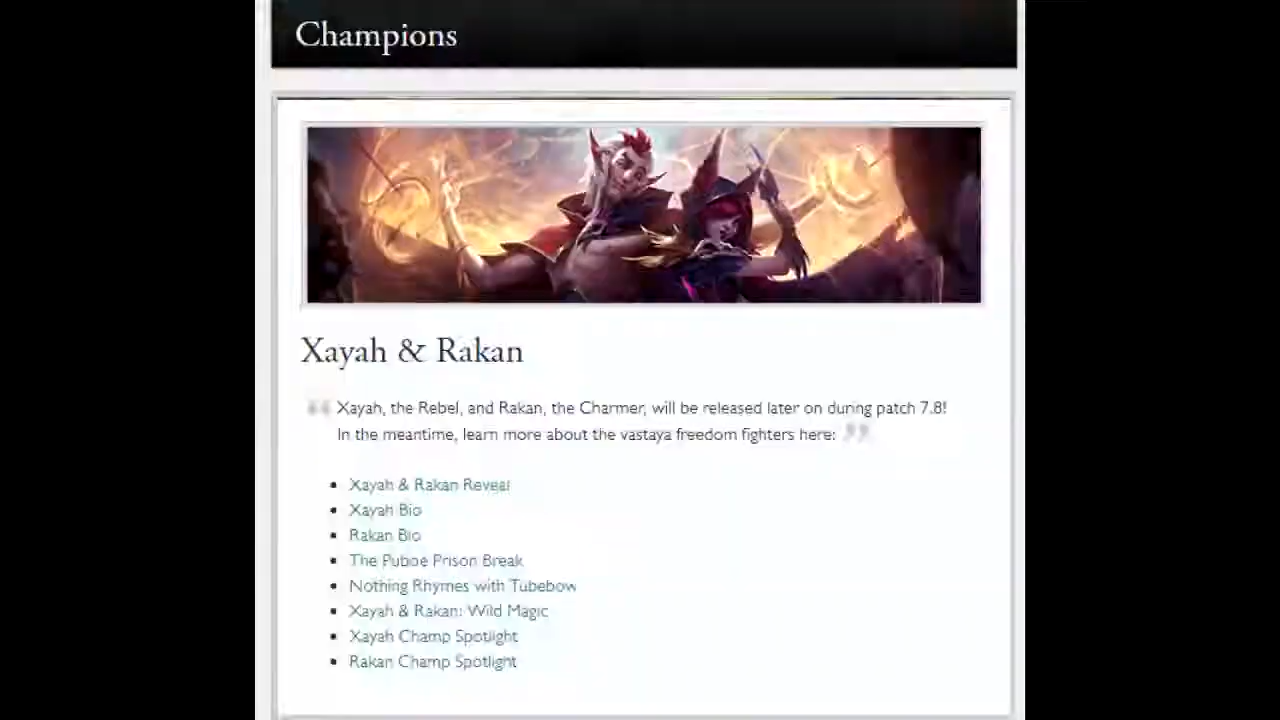 Champions
Xayah & Rakan
“ Xayah, the Rebel, and Rakan, the Charmer, will be released later on during patch 7.8!
In the meantime, learn more about the vastaya freedom fighters here: ”
• Xayah & Rakan Reveal
• Xayah Bio
• Rakan Bio
• The Puboe Prison Break
• Nothing Rhymes with Tubebow
• Xayah & Rakan: Wild Magic
• Xayah Champ Spotlight
• Rakan Champ Spotlight